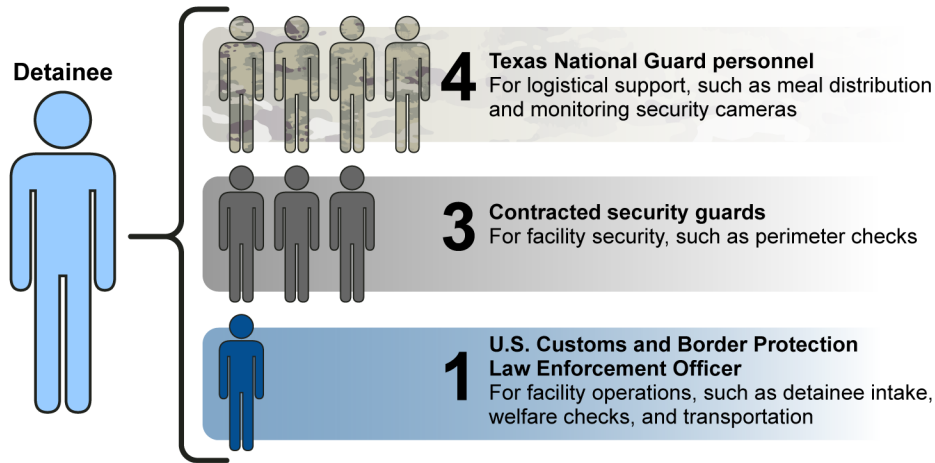 Detainee
4
Texas National Guard personnel
For logistical support, such as meal distribution
and monitoring security cameras
3
Contracted security guards
For facility security, such as perimeter checks
1
U.S. Customs and Border Protection
Law Enforcement Officer
For facility operations, such as detainee intake,
welfare checks, and transportation